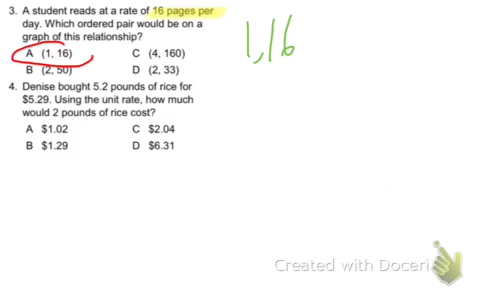 3. A student reads at a rate of 16 pages per
day. Which ordered pair would be on a
graph of this relationship?
A (1, 16) C (4, 160)
B (2, 50) D (2, 33)
1,16
4. Denise bought 5.2 pounds of rice for
$5.29. Using the unit rate, how much
would 2 pounds of rice cost?
A $1.02 C $2.04
B $1.29 D $6.31
Created with Doceri